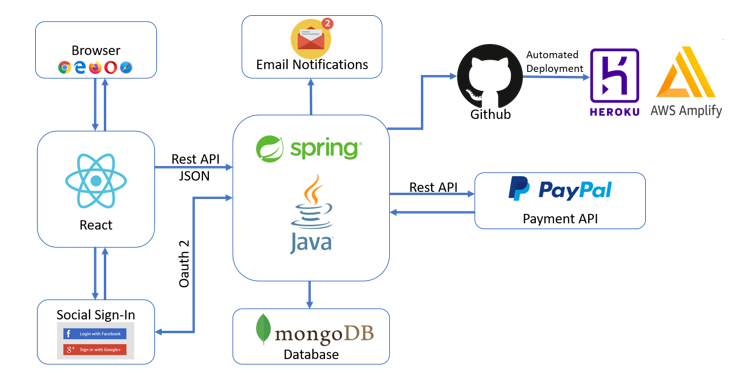 Browser
Email Notifications
2
Automated
Deployment
Github
HEROKU
AWS Amplify
React
Rest API
JSON
spring
Java
Rest API
PayPal
Payment API
Oauth 2
Social Sign-In
f Login with Facebook
g+ Sign in with Google+
mongoDB
Database